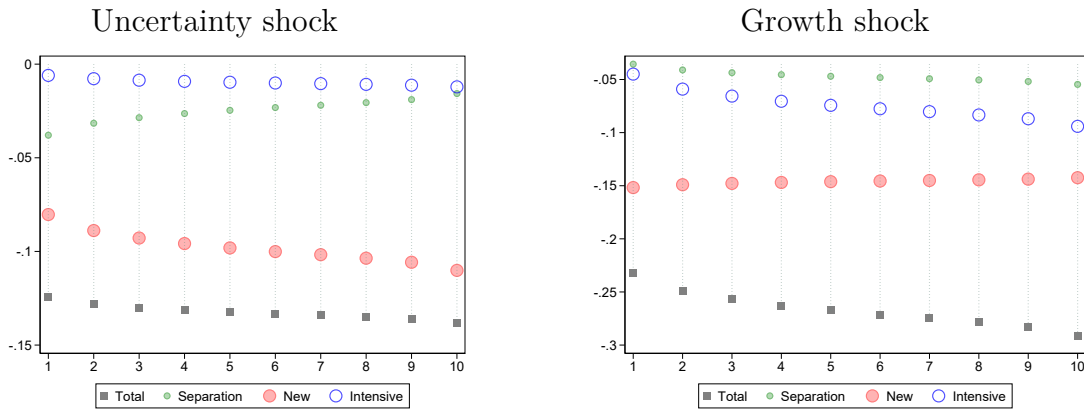 Uncertainty shock
0
-.05
-.1
-.15
1 2 3 4 5 6 7 8 9 10
Total Separation New Intensive
Growth shock
-.05
-.1
-.15
-.2
-.25
-.3
1 2 3 4 5 6 7 8 9 10
Total Separation New Intensive